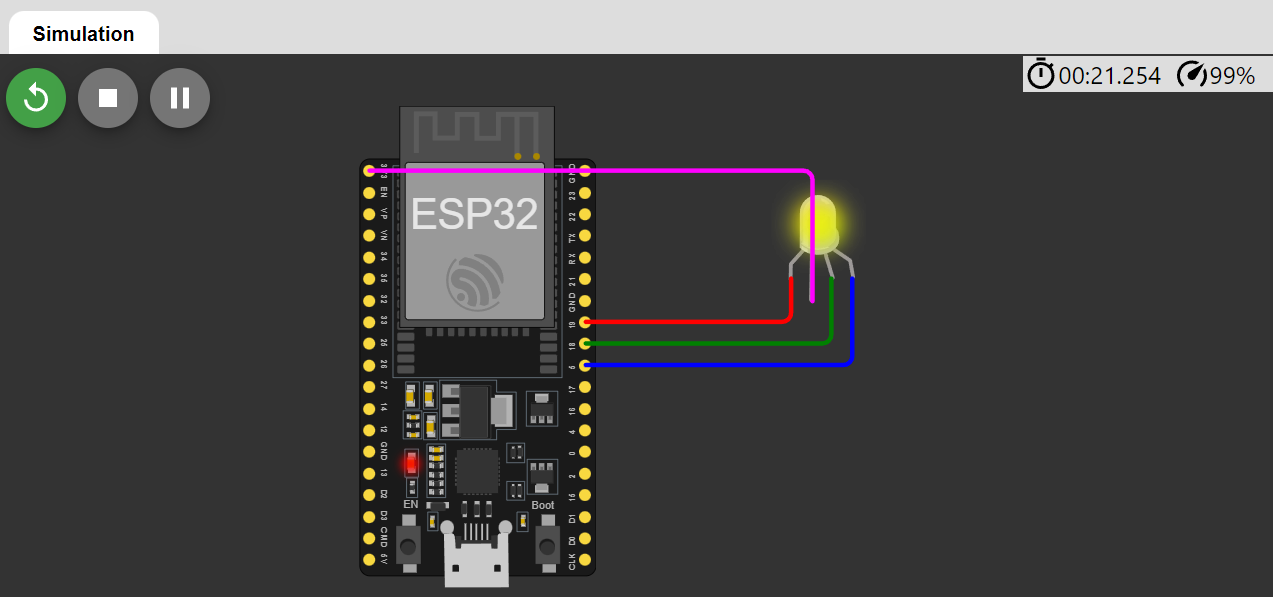 Simulation
00:21.254 99%
ESP32
GND
23
EN
VP
22
VN
TX
34
RX
35
21
32
GND
33
19
25
18
26
5
27
17
14
16
12
4
GND
0
13
2
D2
15
EN
Boot
D3
D1
CMD
D0
5V
CLK